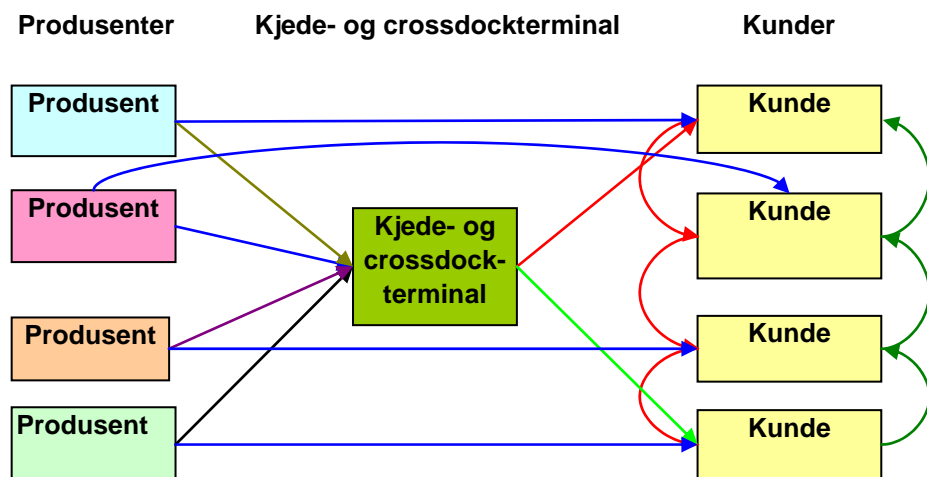 Produsenter Kjede- og crossdockterminal Kunder
Produsent
Kunde
Produsent
Kunde
Kjede- og
crossdock-
terminal
Produsent
Kunde
Produsent
Kunde